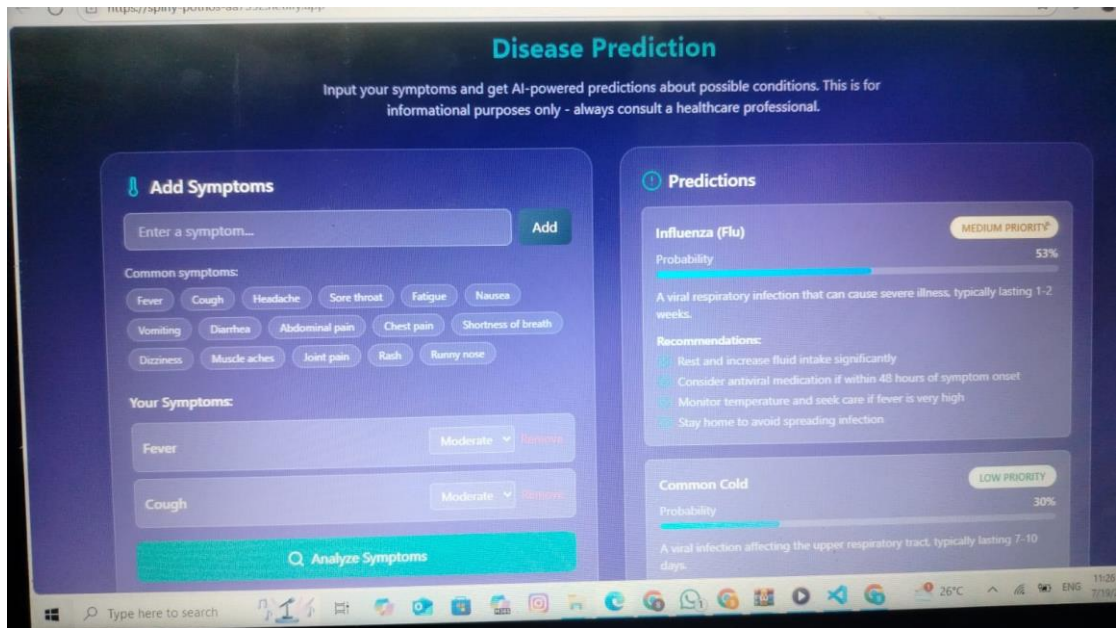 Disease Prediction
Input your symptoms and get AI-powered predictions about possible conditions. This is for
informational purposes only - always consult a healthcare professional.
Add Symptoms
Enter a symptom...
Add
Common symptoms:
Fever Cough Headache Sore throat Fatigue Nausea
Vomiting Diarrhea Abdominal pain Chest pain Shortness of breath
Dizziness Muscle aches Joint pain Rash Runny nose
Your Symptoms:
Fever Moderate Remove
Cough Moderate Remove
Analyze Symptoms
Predictions
Influenza (Flu) MEDIUM PRIORITY
Probability 53%
A viral respiratory infection that can cause severe illness, typically lasting 1-2
weeks.
Recommendations:
Rest and increase fluid intake significantly
Consider antiviral medication if within 48 hours of symptom onset
Monitor temperature and seek care if fever is very high
Stay home to avoid spreading infection
Common Cold LOW PRIORITY
Probability 30%
A viral infection affecting the upper respiratory tract, typically lasting 7-10
days.
Type here to search
26°C ENG 11:26